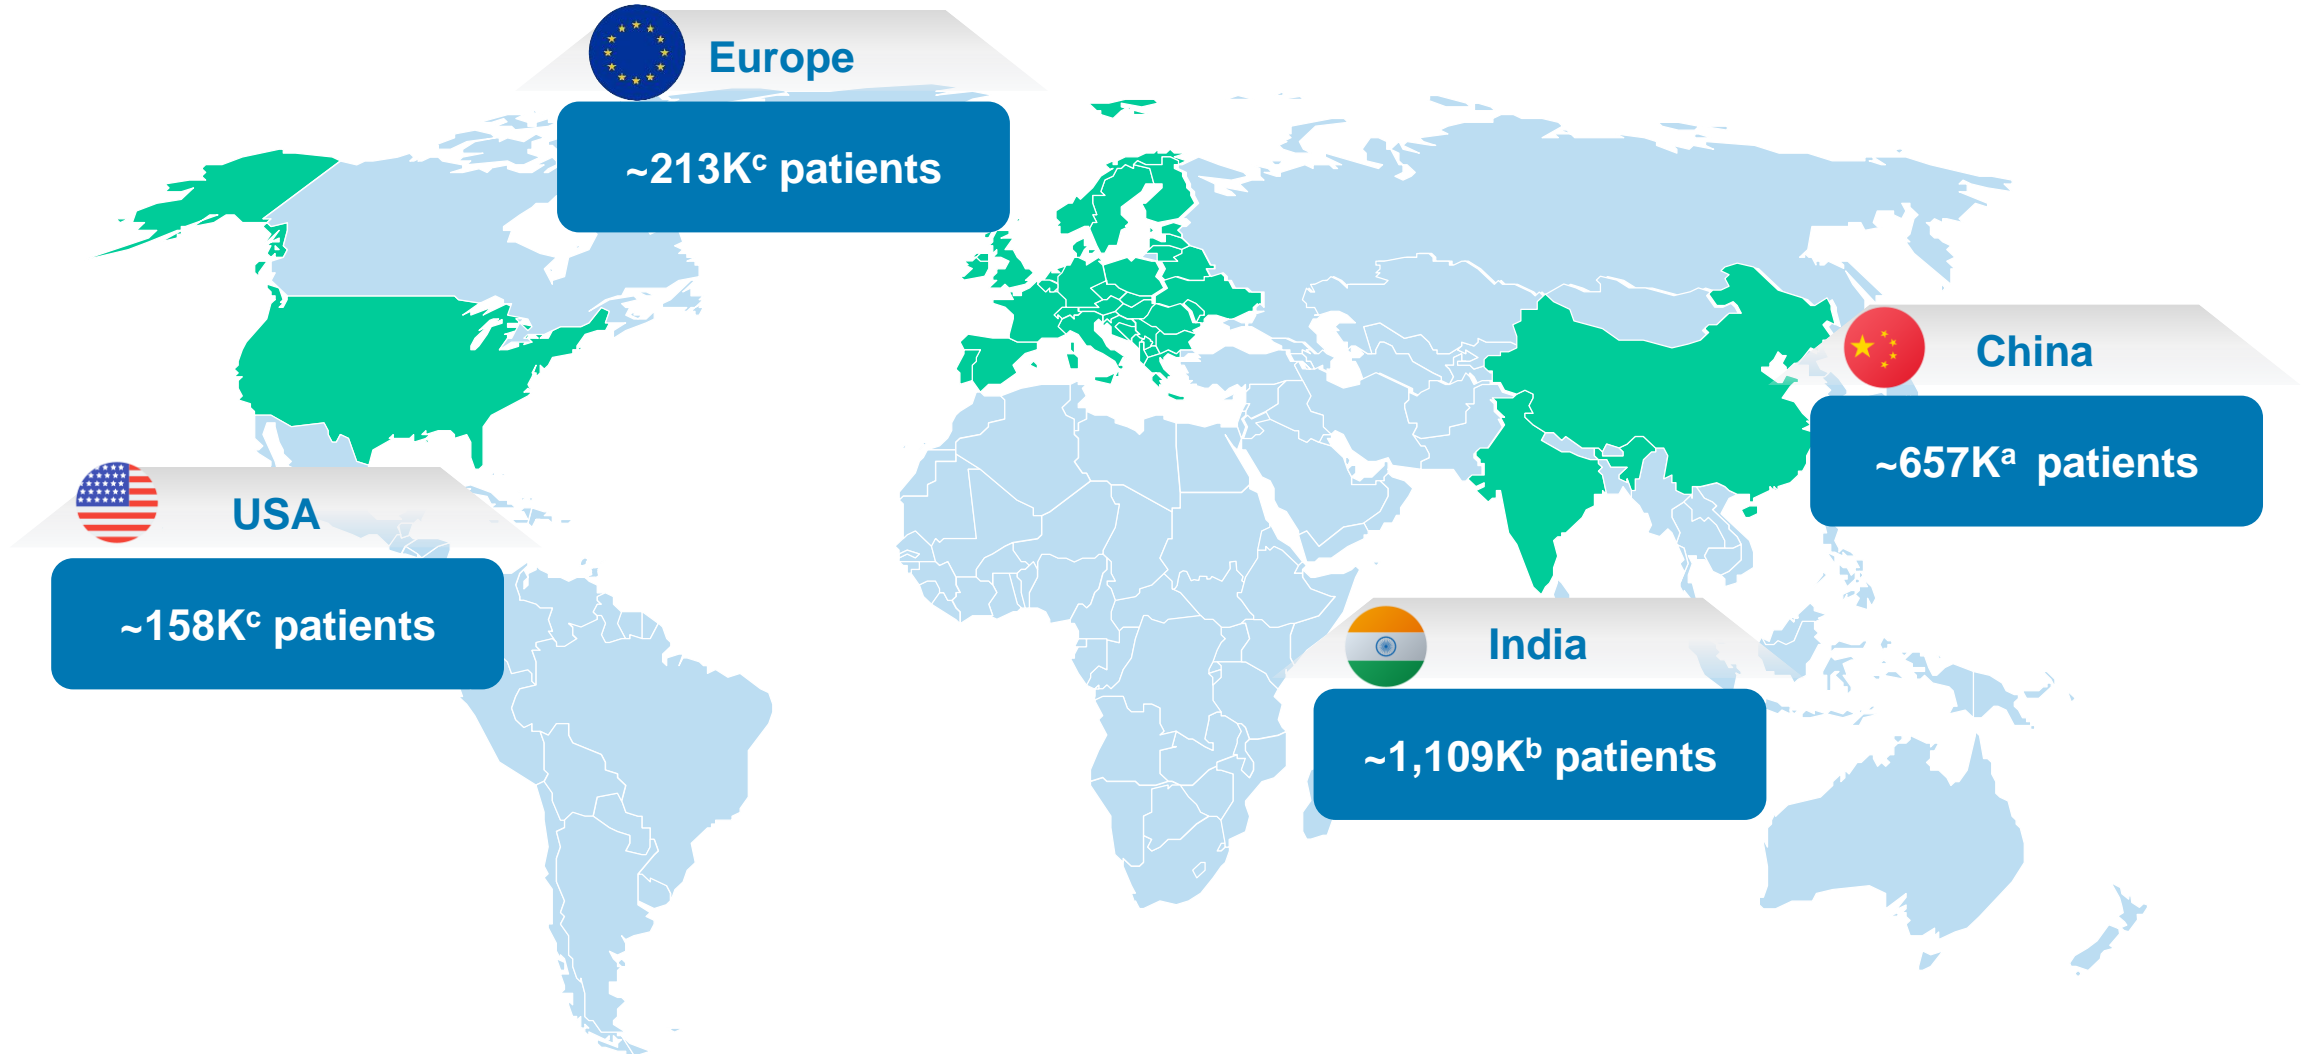 Europe
~213Kᶜ patients
China
~657Kᵃ patients
USA
~158Kᶜ patients
India
~1,109Kᵇ patients